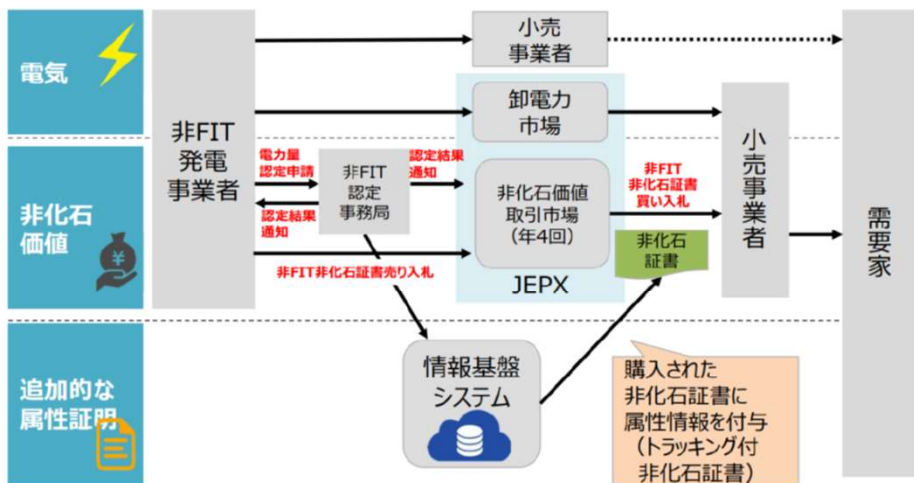 電気
小売
事業者
卸電力
市場
非FIT
発電
事業者
非化石
価値
¥
電力量
認定申請
認定結果
通知
非FIT
認定
事務局
認定結果
通知
非FIT非化石証書売り入札
非化石価値
取引市場
(年4回)
JEPX
非FIT
非化石証書
買い入札
非化石
証書
小売事業者
需要家
追加的な
属性証明
情報基盤
システム
購入された
非化石証書に
属性情報を付与
(トラッキング付
非化石証書)